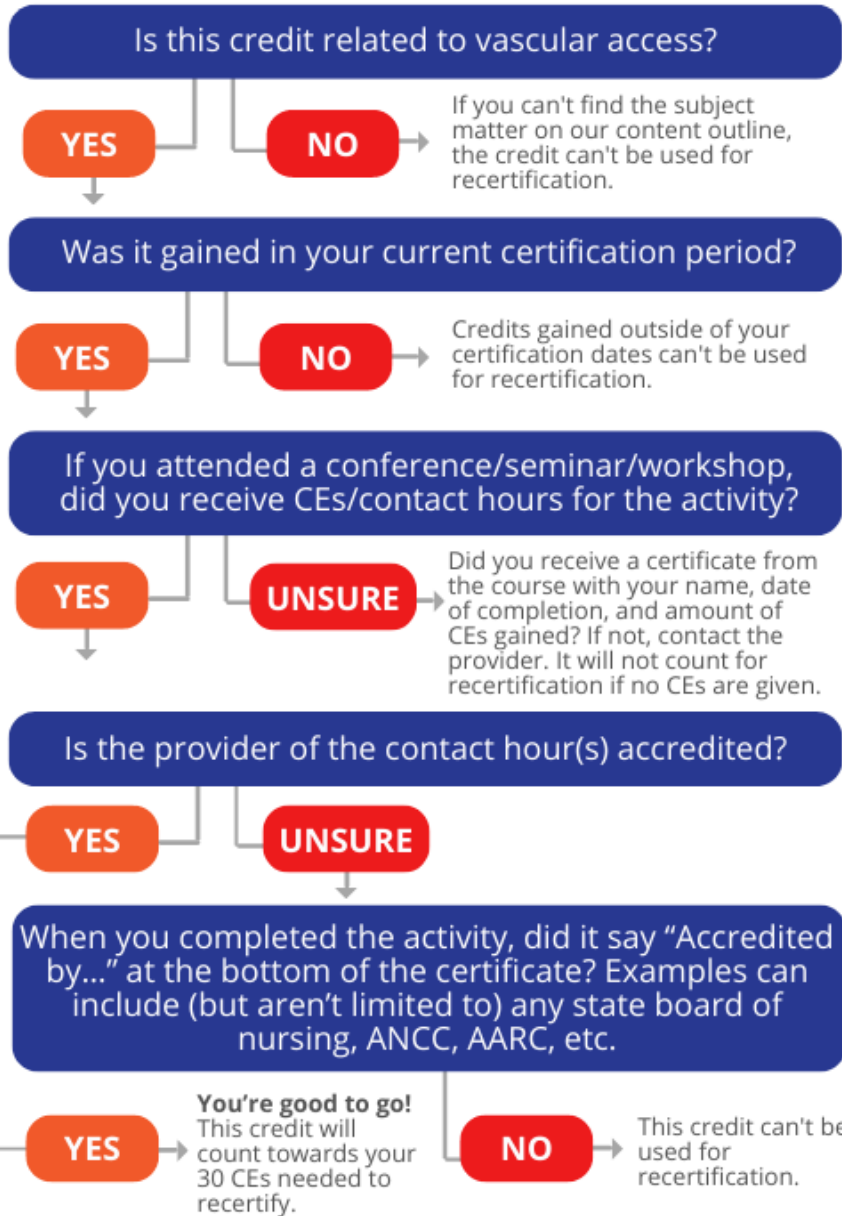 Is this credit related to vascular access?
YES
NO
If you can't find the subject
matter on our content outline,
the credit can't be used for
recertification.
Was it gained in your current certification period?
YES
NO
Credits gained outside of your
certification dates can't be used
for recertification.
If you attended a conference/seminar/workshop,
did you receive CEs/contact hours for the activity?
YES
UNSURE
Did you receive a certificate from
the course with your name, date
of completion, and amount of
CEs gained? If not, contact the
provider. It will not count for
recertification if no CEs are given.
Is the provider of the contact hour(s) accredited?
YES
UNSURE
When you completed the activity, did it say “Accredited
by...” at the bottom of the certificate? Examples can
include (but aren’t limited to) any state board of
nursing, ANCC, AARC, etc.
YES
You’re good to go!
This credit will
count towards your
30 CEs needed to
recertify.
NO
This credit can't be
used for
recertification.